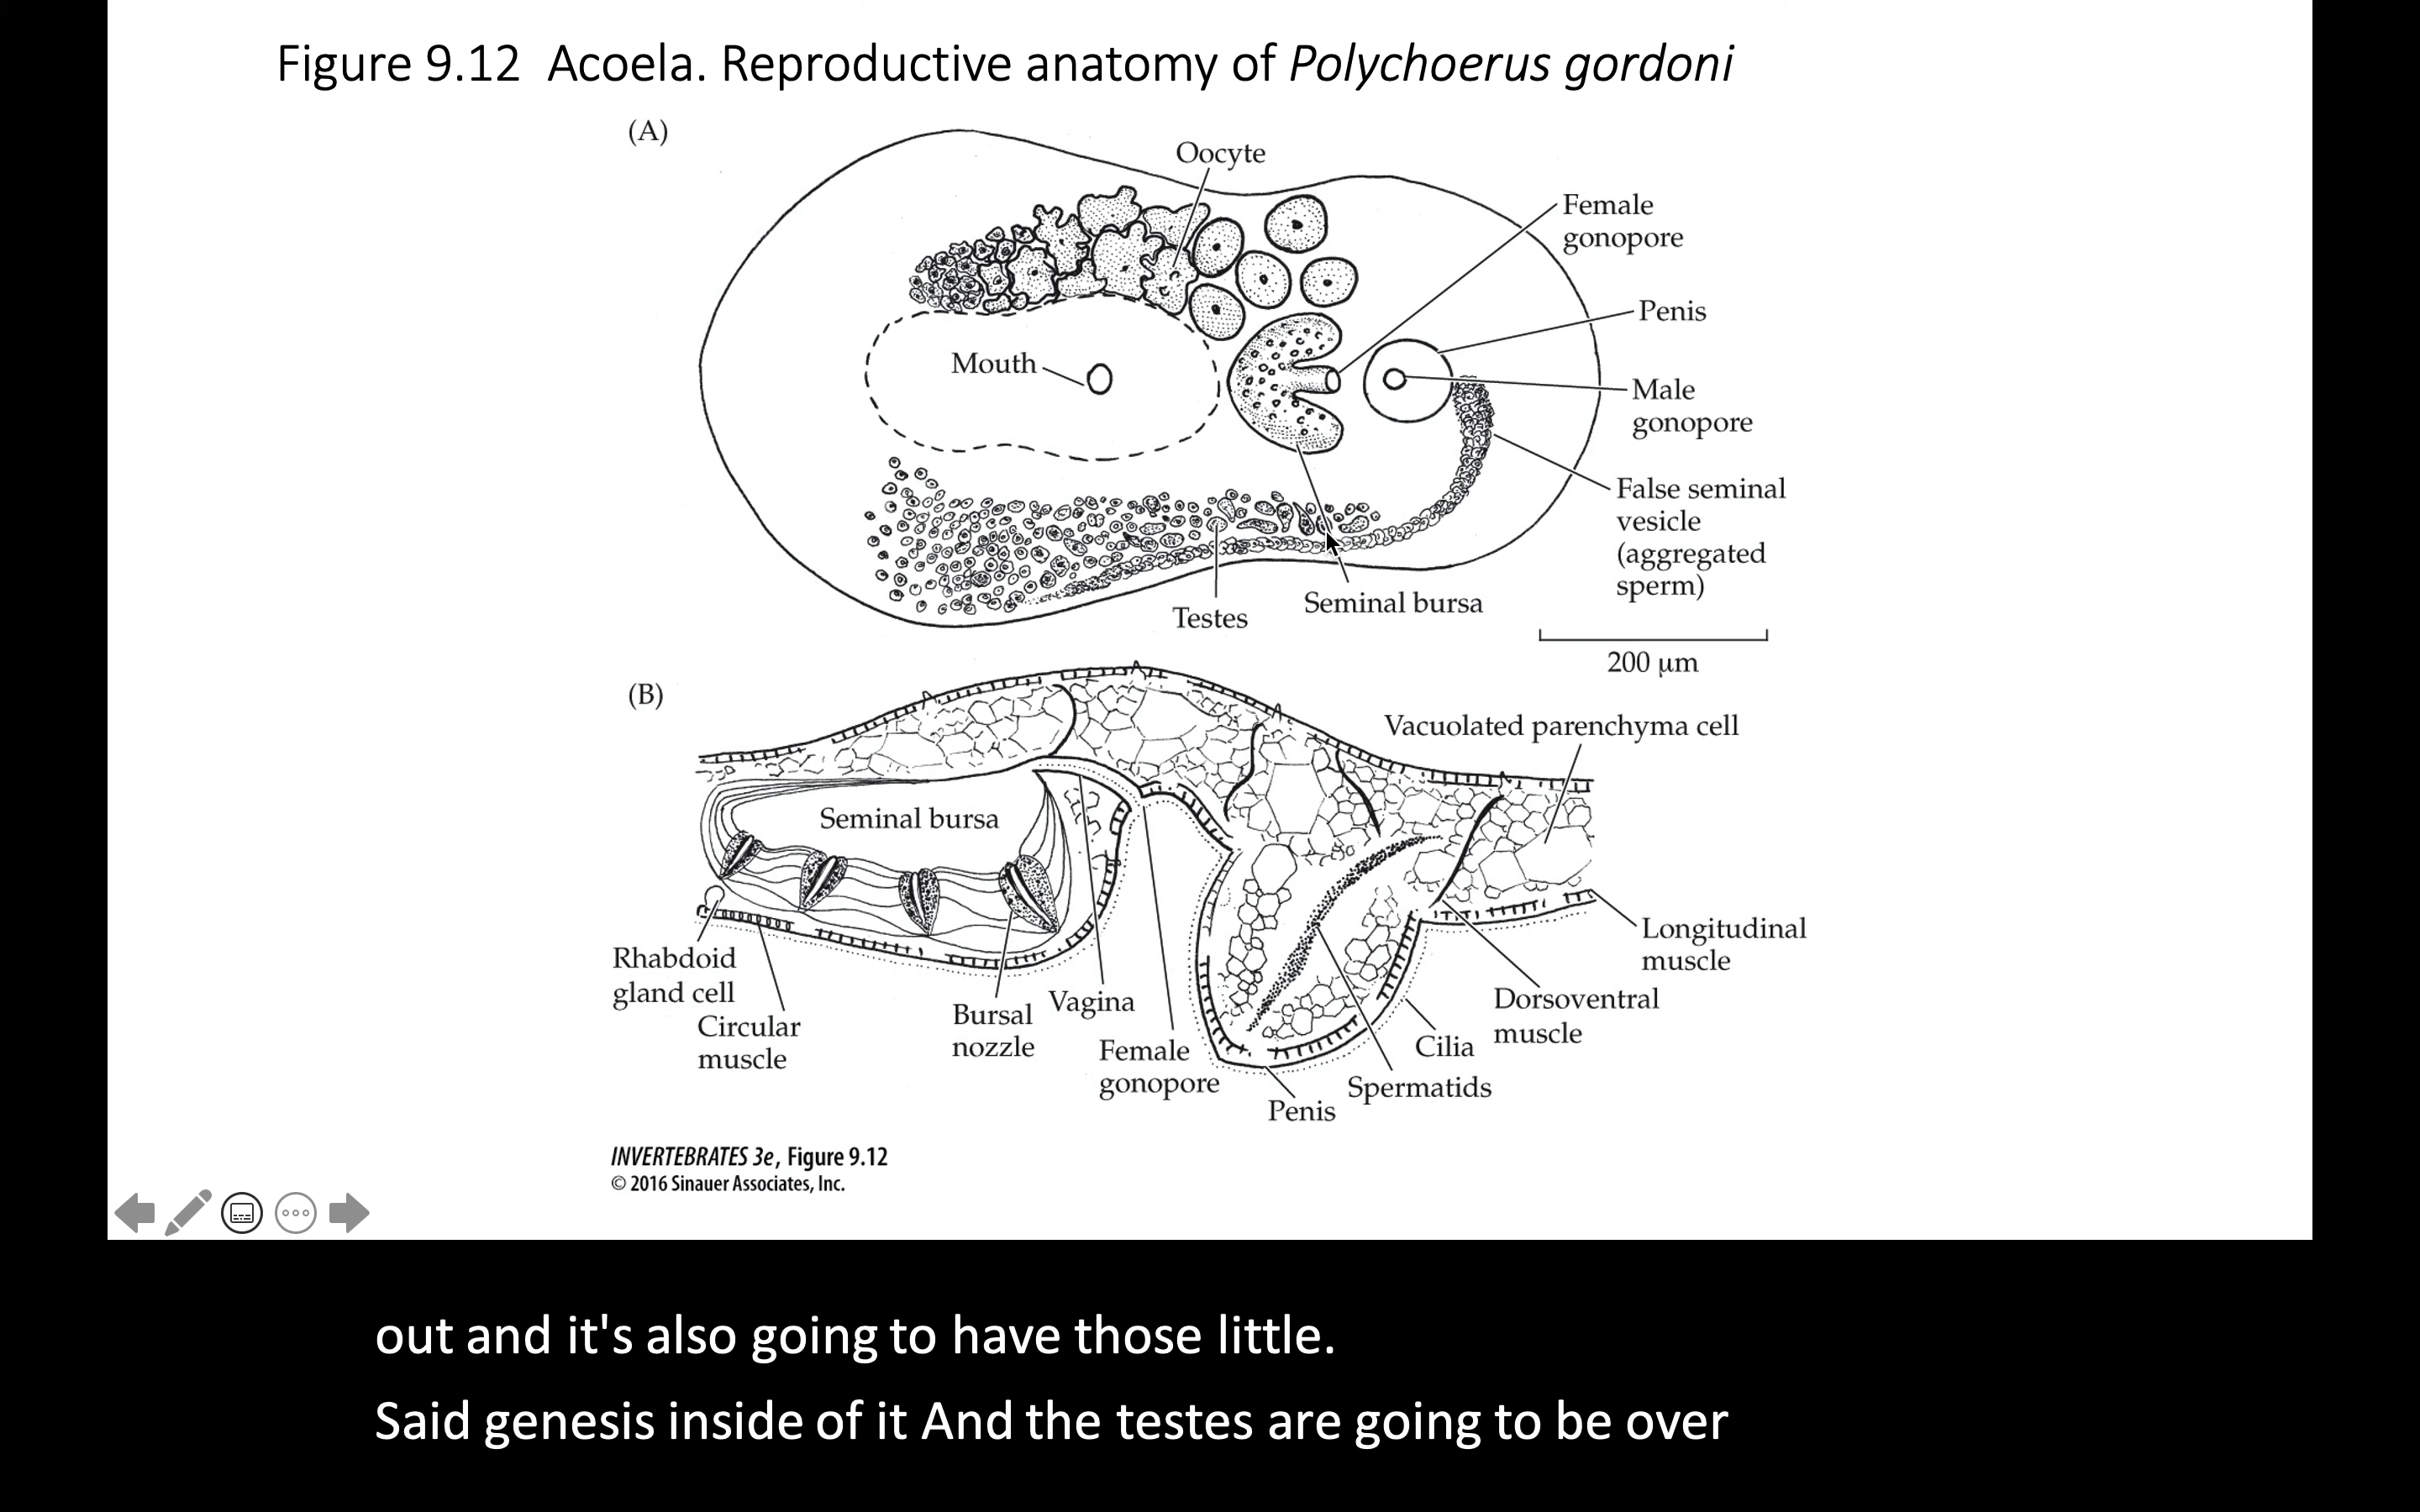 Figure 9.12  Acoela. Reproductive anatomy of Polychoerus gordoni
(A)
Oocyte
Female
gonopore
Penis
Mouth
Male
gonopore
False seminal
vesicle
(aggregated
sperm)
Testes
Seminal bursa
200 µm
(B)
Vacuolated parenchyma cell
Seminal bursa
Rhabdoid
gland cell
Circular
muscle
Bursal
nozzle
Vagina
Female
gonopore
Penis
Spermatids
Cilia
Dorsoventral
muscle
Longitudinal
muscle
INVERTEBRATES 3e, Figure 9.12
© 2016 Sinauer Associates, Inc.
out and it's also going to have those little.
Said genesis inside of it And the testes are going to be over